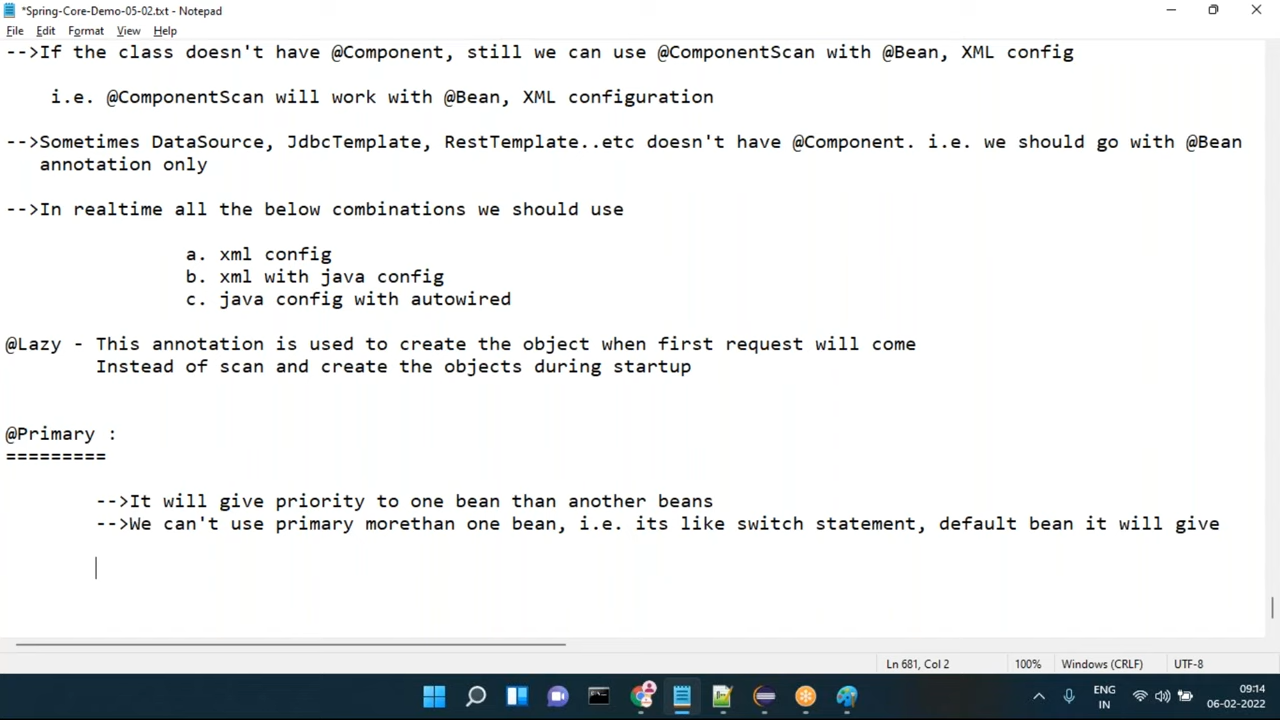 *Spring-Core-Demo-05-02.txt - Notepad
File Edit Format View Help
-->If the class doesn't have @Component, still we can use @ComponentScan with @Bean, XML config
i.e. @ComponentScan will work with @Bean, XML configuration
-->Sometimes DataSource, JdbcTemplate, RestTemplate..etc doesn't have @Component. i.e. we should go with @Bean
annotation only
-->In realtime all the below combinations we should use
a. xml config
b. xml with java config
c. java config with autowired
@Lazy - This annotation is used to create the object when first request will come
Instead of scan and create the objects during startup
@Primary :
=========
-->It will give priority to one bean than another beans
-->We can't use primary morethan one bean, i.e. its like switch statement, default bean it will give
Ln 681, Col 2 100% Windows (CRLF) UTF-8
ENG 09:14
IN 06-02-2022